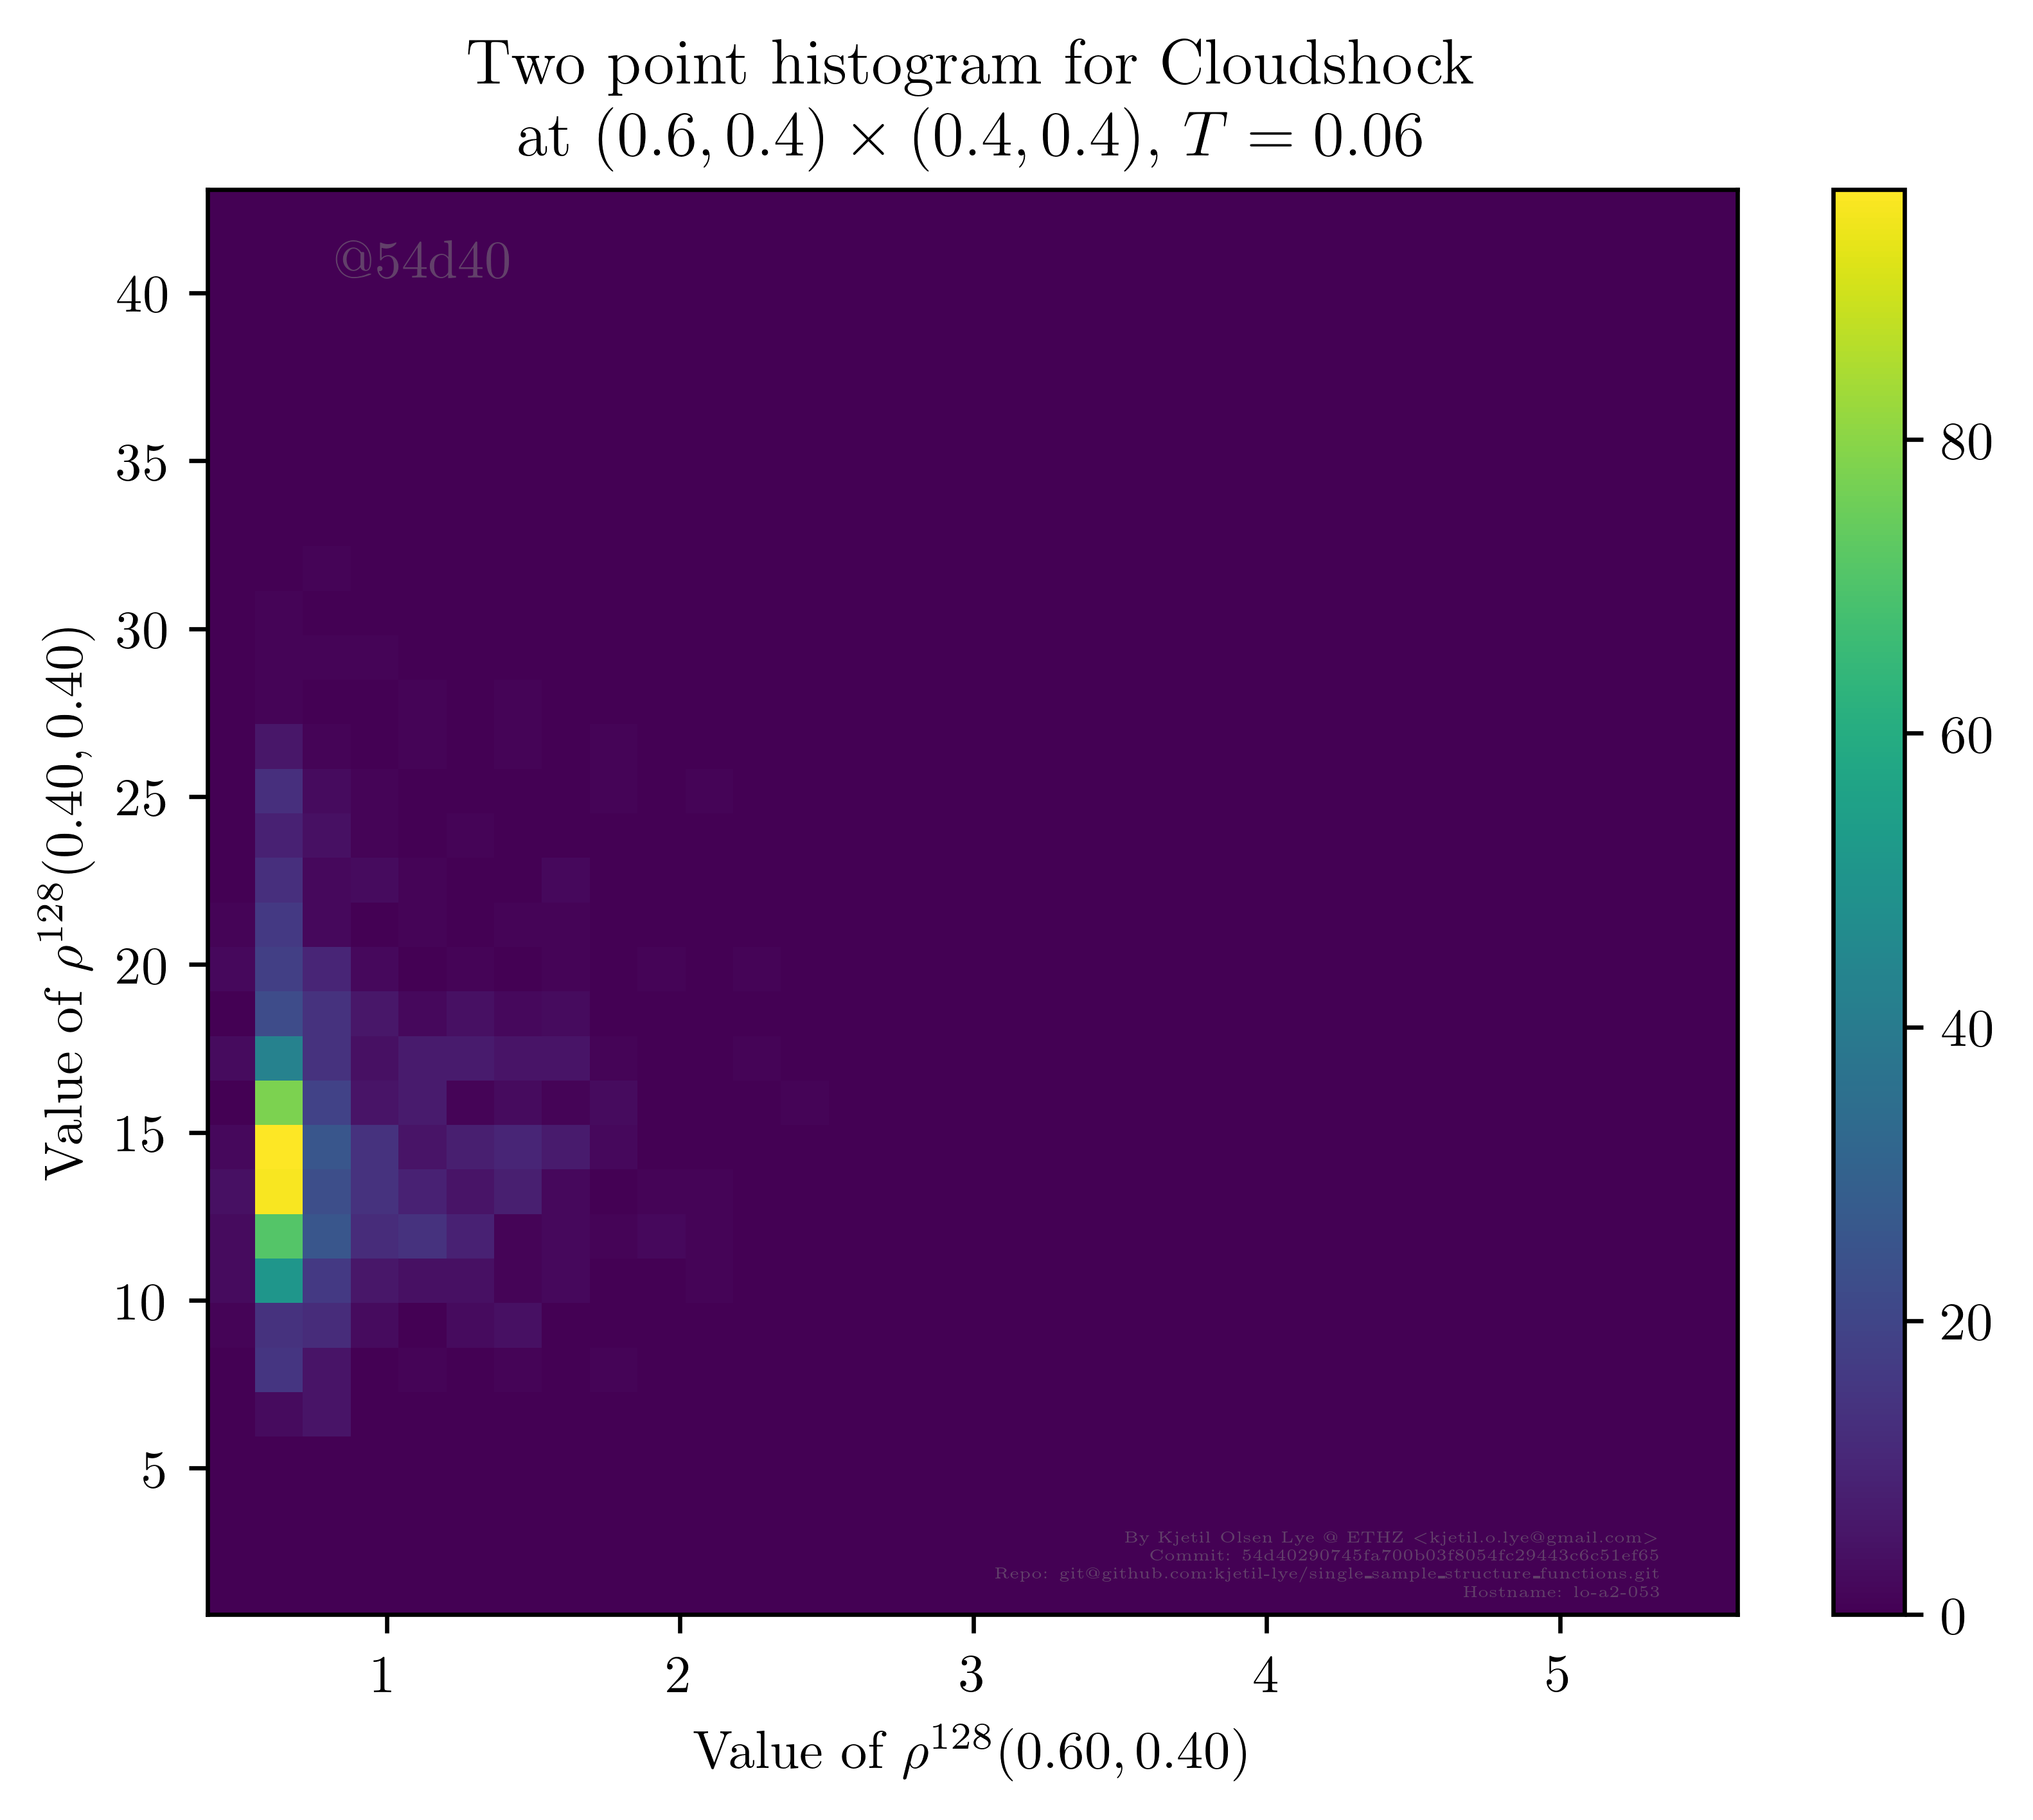 Two point histogram for Cloudshock
at (0.6, 0.4) × (0.4, 0.4), T = 0.06
@54d40
40
35
30
25
20
15
10
5
Value of ρ^128(0.40, 0.40)
80
60
40
20
0
By Kjetil Olsen Lye @ ETHZ <kjetil.o.lye@gmail.com>
Commit: 54d40290745fa700b03f8054fc29443c6c51ef65
Repo: git@github.com:kjetil-lye/single_sample_structure_functions.git
Hostname: lo-a2-053
1 2 3 4 5
Value of ρ^128(0.60, 0.40)